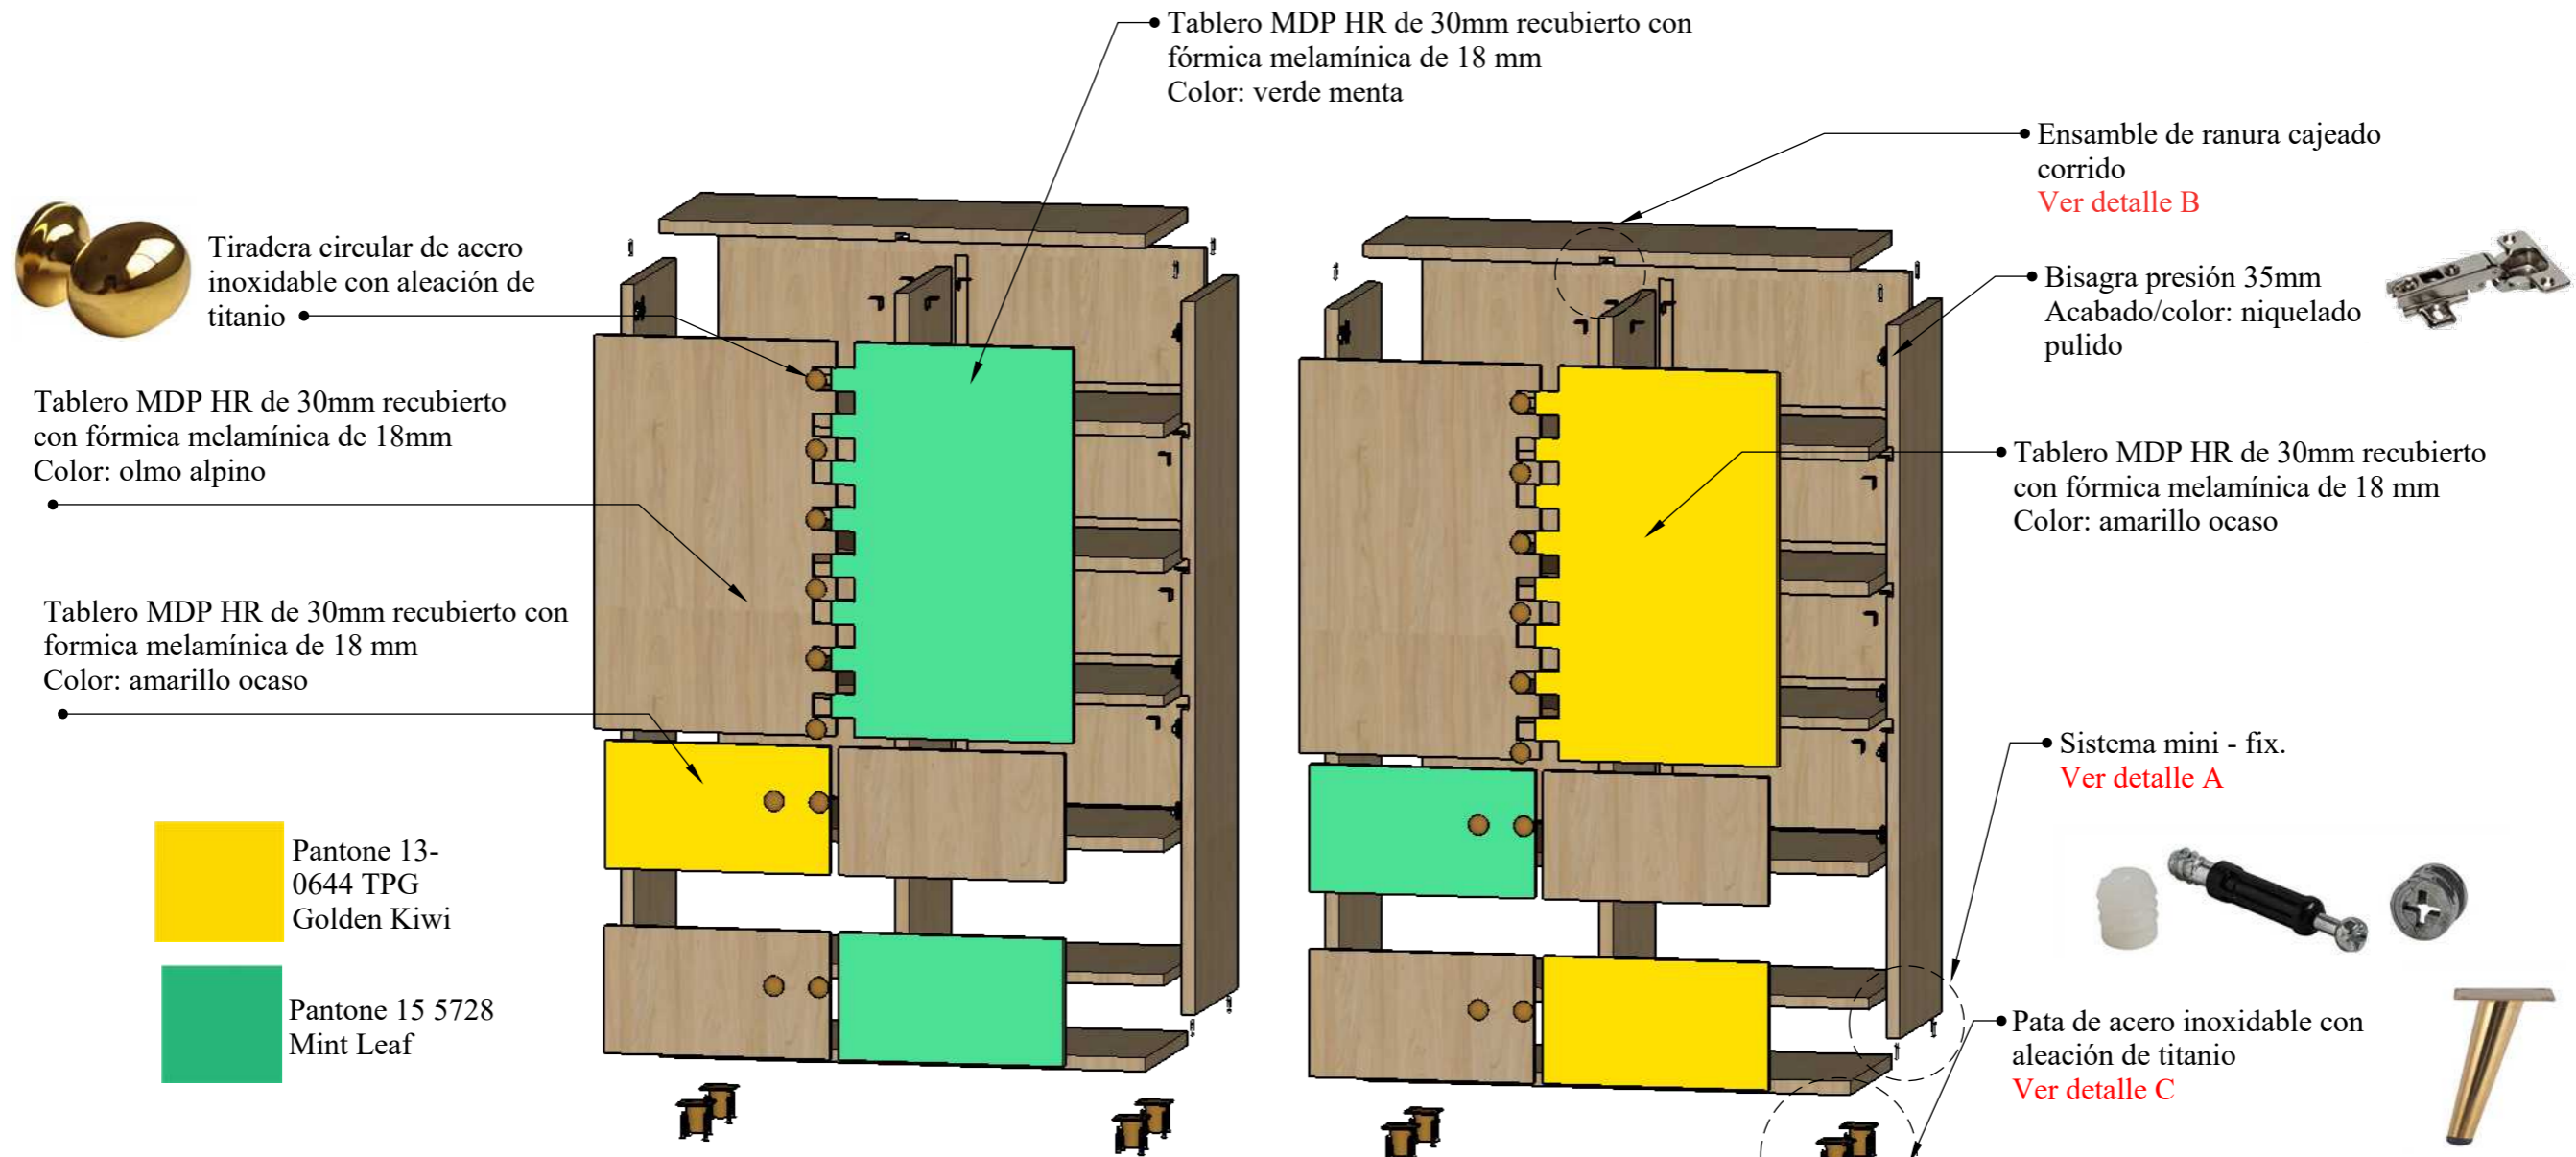 Tablero MDP HR de 30mm recubierto con
fórmica melamínica de 18 mm
Color: verde menta
Ensamble de ranura cajeado
corrido
Ver detalle B
Tiradera circular de acero
inoxidable con aleación de
titanio
Bisagra presión 35mm
Acabado/color: niquelado
pulido
Tablero MDP HR de 30mm recubierto
con fórmica melamínica de 18mm
Color: olmo alpino
Tablero MDP HR de 30mm recubierto
con fórmica melamínica de 18 mm
Color: amarillo ocaso
Tablero MDP HR de 30mm recubierto con
formica melamínica de 18 mm
Color: amarillo ocaso
Sistema mini - fix.
Ver detalle A
Pantone 13-
0644 TPG
Golden Kiwi
Pantone 15 5728
Mint Leaf
Pata de acero inoxidable con
aleación de titanio
Ver detalle C